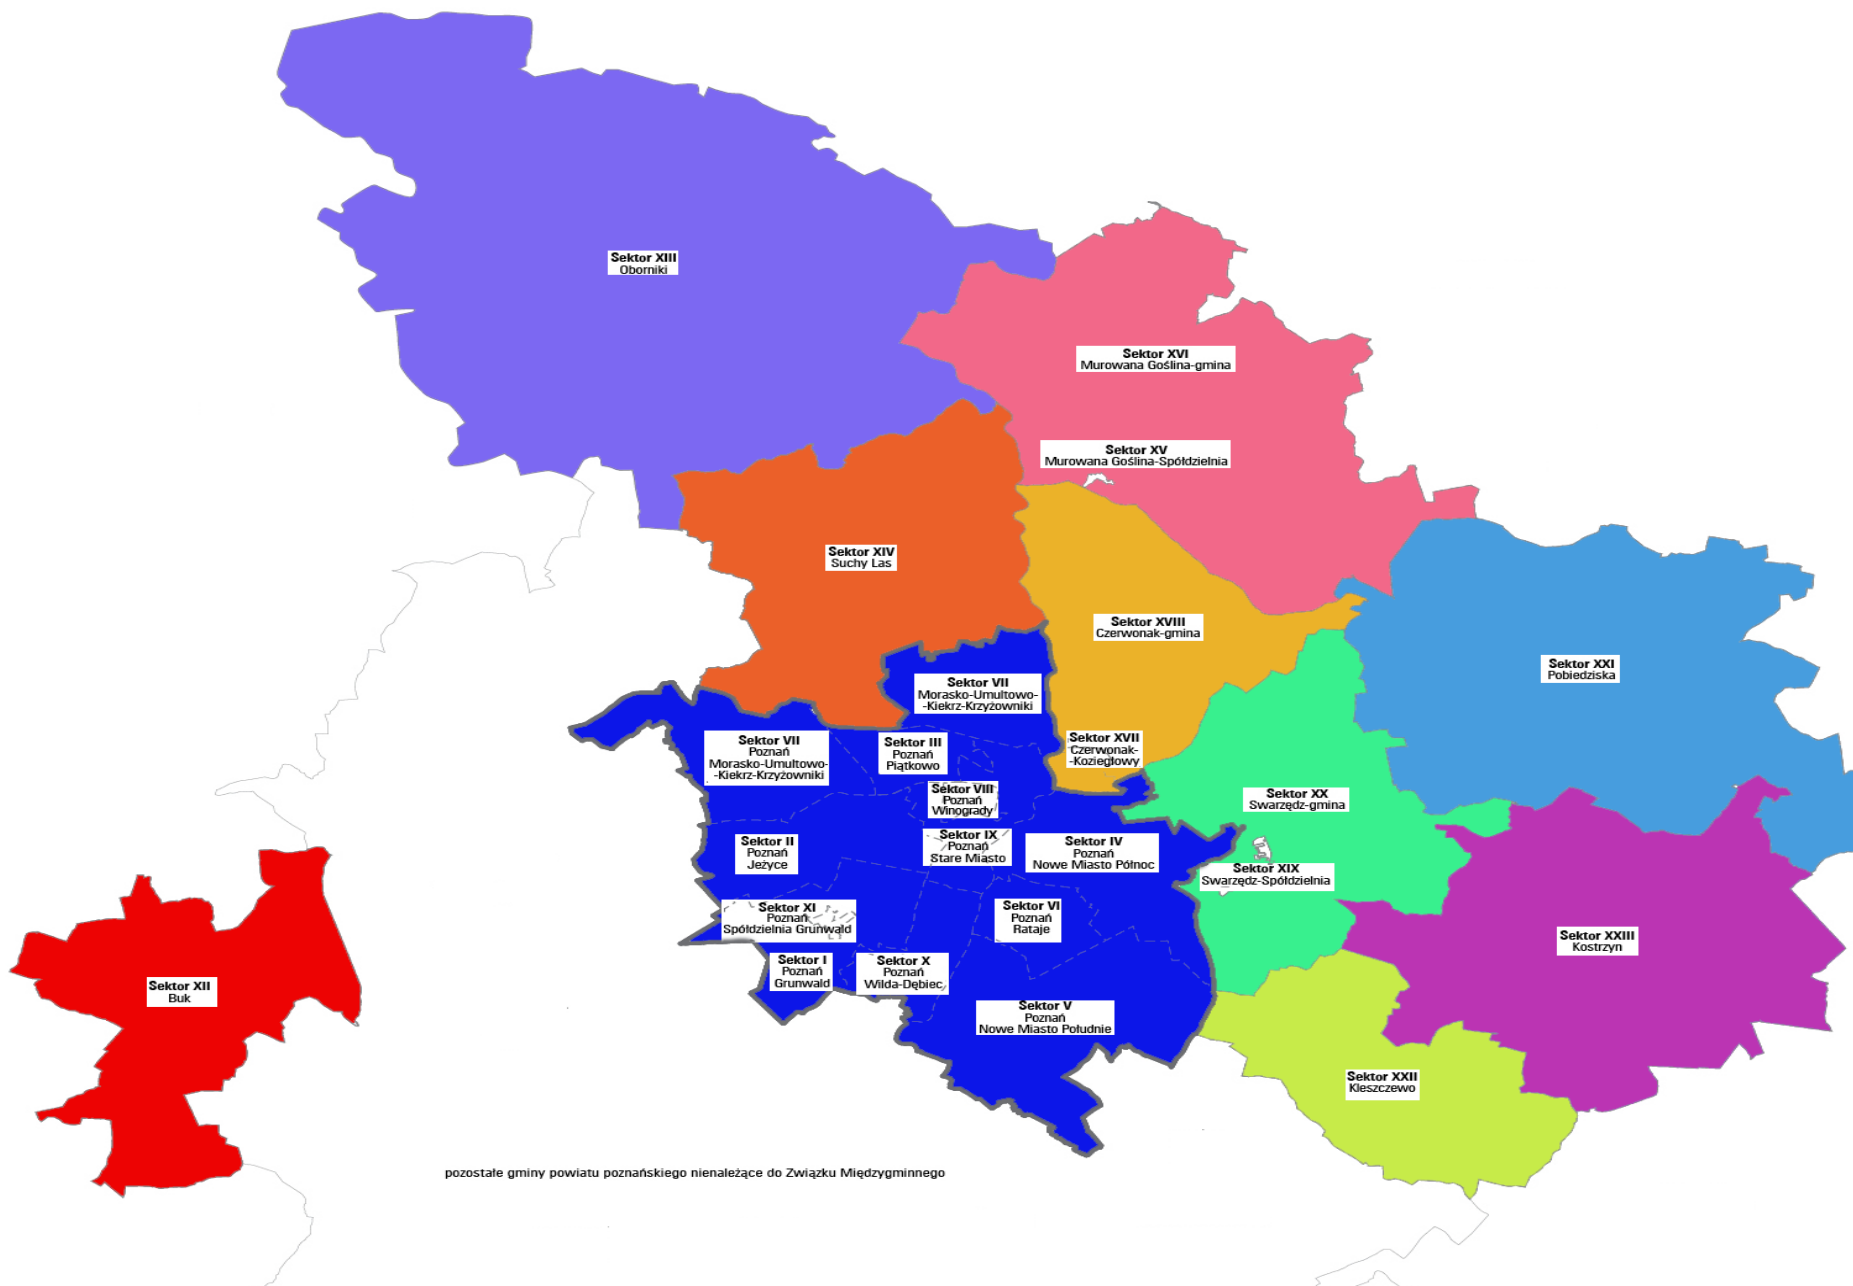 Sektor XIII
Oborniki
Sektor XVI
Murowana Goślina-gmina
Sektor XV
Murowana Goślina-Spółdzielnia
Sektor XIV
Suchy Las
Sektor XVIII
Czerwonak-gmina
Sektor XXI
Pobiedziska
Sektor VII
Morasko-Umultowo-
-Kiekrz-Krzyżowniki
Sektor VII
Poznań
Morasko-Umultowo-
-Kiekrz-Krzyżowniki
Sektor III
Poznań
Piątkowo
Sektor XVII
Czerwonak-
-Koziegłowy
Sektor VIII
Poznań
Winogrady
Sektor XX
Swarzędz-gmina
Sektor II
Poznań
Jeżyce
Sektor IX
Poznań
Stare Miasto
Sektor IV
Poznań
Nowe Miasto Północ
Sektor XIX
Swarzędz-Spółdzielnia
Sektor XI
Poznań
Spółdzielnia Grunwald
Sektor VI
Poznań
Rataje
Sektor XXIII
Kostrzyn
Sektor I
Poznań
Grunwald
Sektor X
Poznań
Wilda-Dębiec
Sektor XII
Buk
Sektor V
Poznań
Nowe Miasto Południe
Sektor XXII
Kleszczewo
pozostałe gminy powiatu poznańskiego nienależące do Związku Międzygminnego